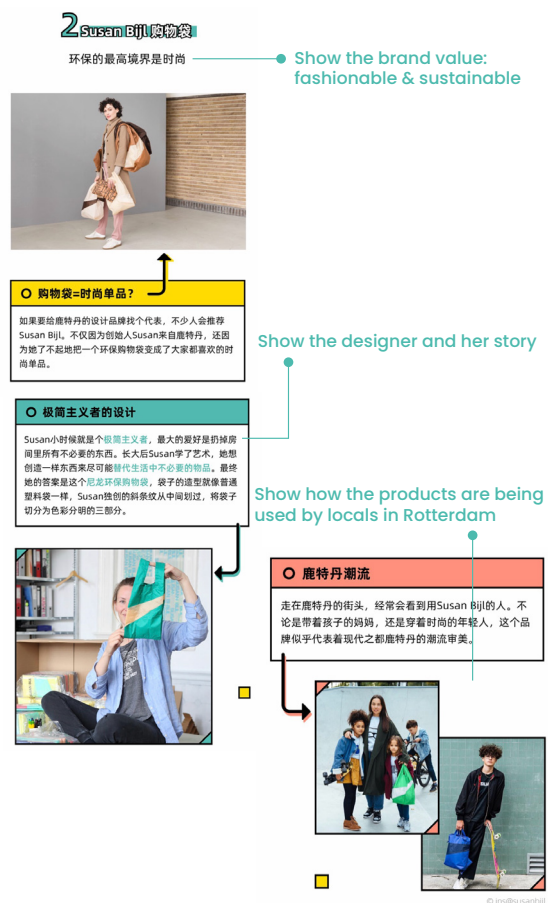 2 Susan Bijl 购物袋
环保的最高境界是时尚
Show the brand value:
fashionable & sustainable
购物袋=时尚单品？
如果要给鹿特丹的设计品牌找个代表，不少人会推荐
Susan Bijl。不仅因为创始人Susan来自鹿特丹，还因
为她了不起地把一个环保购物袋变成了大家都喜欢的时
尚单品。
Show the designer and her story
极简主义者的设计
Susan小时候就是个极简主义者，最大的爱好是扔掉房
间里所有不必要的东西。长大后Susan学了艺术，她想
创造一样东西来尽可能替代生活中不必要的物品。最终
她的答案是这个尼龙环保购物袋，袋子的造型就像普通
塑料袋一样，Susan独创的斜条纹从中间划过，将袋子
切分为色彩分明的三部分。
Show how the products are being
used by locals in Rotterdam
鹿特丹潮流
走在鹿特丹的街头，经常会看到用Susan Bijl的人。不
论是带着孩子的妈妈，还是穿着时尚的年轻人，这个品
牌似乎代表着现代之都鹿特丹的潮流审美。
© ins@susanbijl